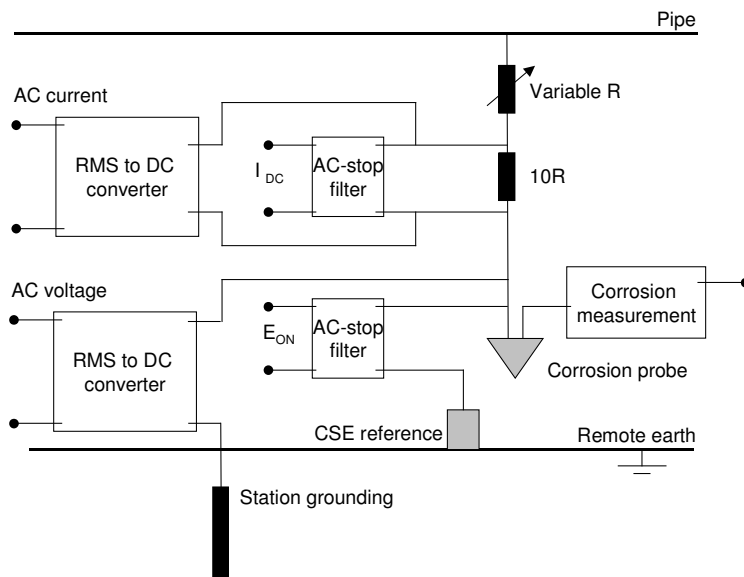 Pipe
AC current
Variable R
RMS to DC
converter
I DC
AC-stop
filter
10R
AC voltage
RMS to DC
converter
E ON
AC-stop
filter
Corrosion
measurement
Corrosion probe
CSE reference
Remote earth
Station grounding